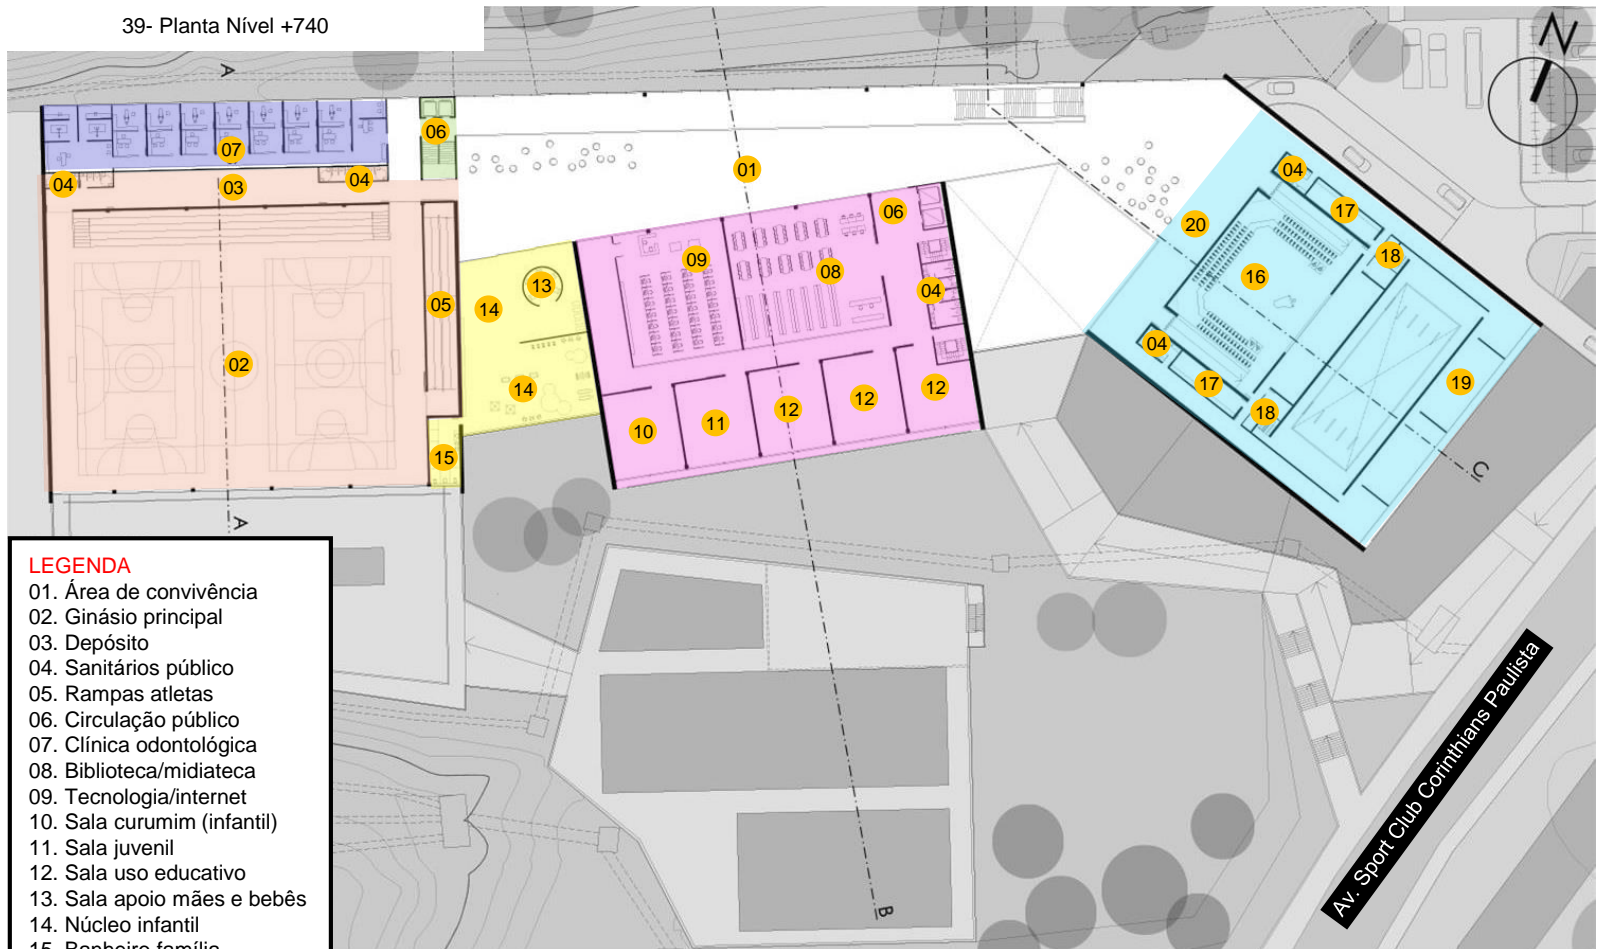 39- Planta Nível +740
A
N
07
06
04
03
04
01
06
04
17
20
18
16
09
08
13
14
05
04
02
04
19
14
17
12
12
12
18
10
11
15
C
A
LEGENDA
01. Área de convivência
02. Ginásio principal
03. Depósito
04. Sanitários público
05. Rampas atletas
06. Circulação público
07. Clínica odontológica
08. Biblioteca/midiateca
09. Tecnologia/internet
10. Sala curumim (infantil)
11. Sala juvenil
12. Sala uso educativo
13. Sala apoio mães e bebês
14. Núcleo infantil
15. Banheiro família
Av. Sport Club Corinthians Paulista
B